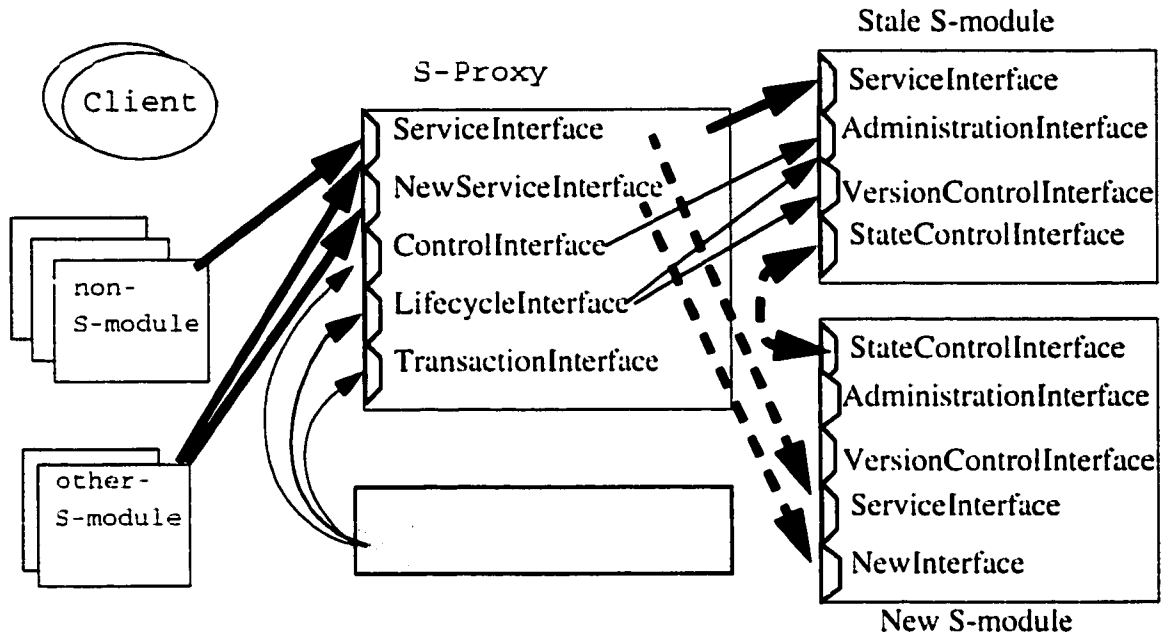 Stale S-module
Client
S-Proxy
ServiceInterface
NewServiceInterface
ControlInterface
LifecycleInterface
TransactionInterface
ServiceInterface
AdministrationInterface
VersionControlInterface
StateControlInterface
non-
S-module
other-
S-module
StateControlInterface
AdministrationInterface
VersionControlInterface
ServiceInterface
NewInterface
New S-module